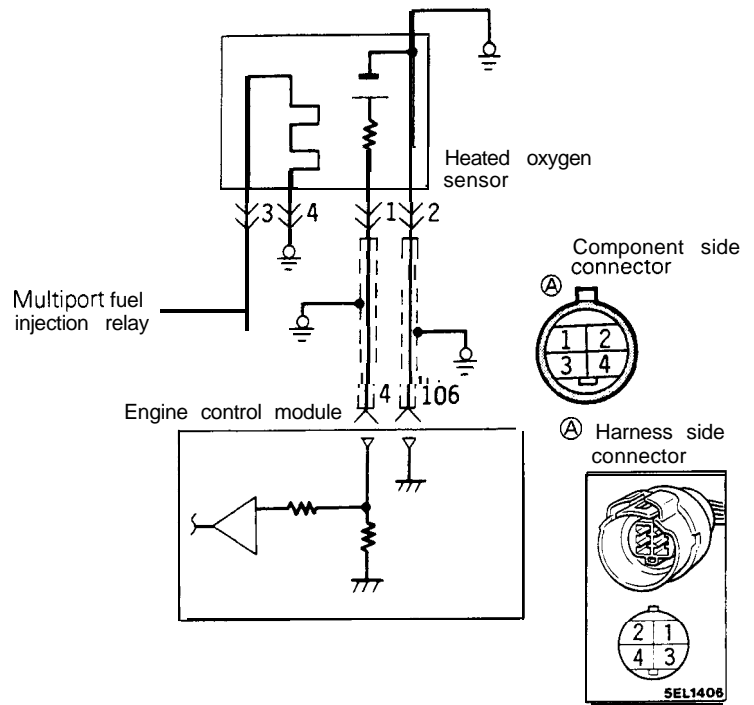 Heated oxygen
sensor
3
4
1
2
Component side
connector
Ⓐ
Multiport fuel
injection relay
1 2
3 4
4
106
Engine control module
Ⓐ Harness side
connector
2 1
4 3
5EL1406